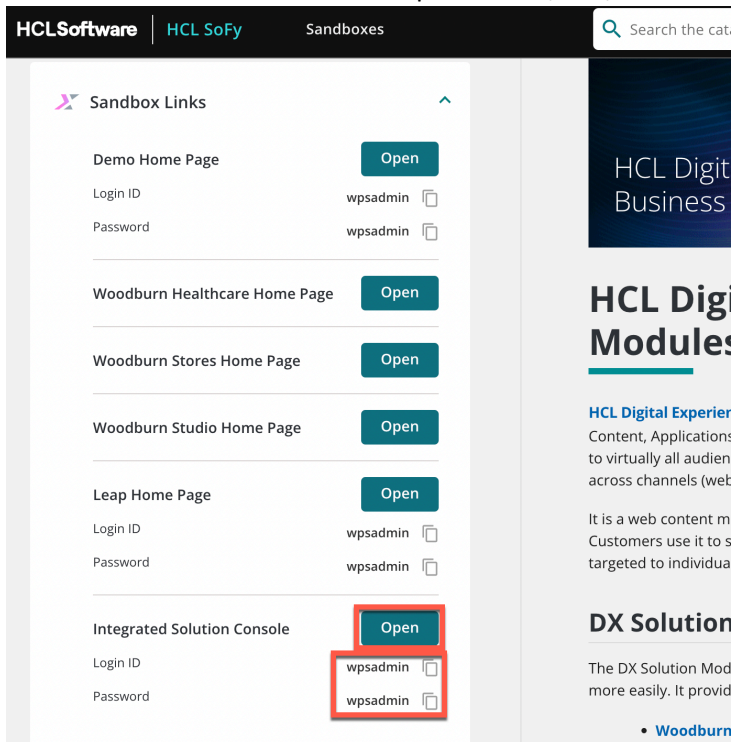 HCLSoftware HCL SoFy Sandboxes Search the cat
Sandbox Links
Demo Home Page Open
Login ID wpsadmin
Password wpsadmin
Woodburn Healthcare Home Page Open
Woodburn Stores Home Page Open
Woodburn Studio Home Page Open
Leap Home Page Open
Login ID wpsadmin
Password wpsadmin
Integrated Solution Console Open
Login ID wpsadmin
Password wpsadmin
HCL Digit
Business
HCL Digi
Modules
HCL Digital Experien
Content, Applications
to virtually all audien
across channels (web
It is a web content m
Customers use it to s
targeted to individua
DX Solution
The DX Solution Mod
more easily. It provid
• Woodburn